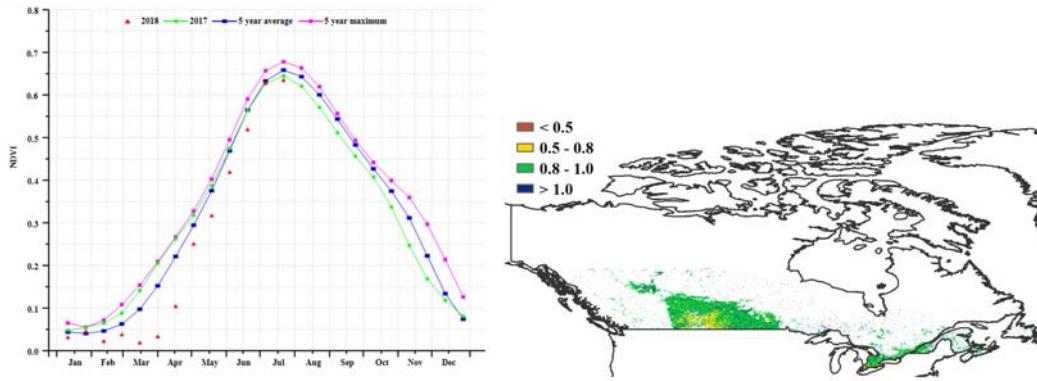 0.8
2018 2017 5 year average 5 year maximum
0.7
0.6
0.5
NDVI
0.4
0.3
0.2
0.1
0.0
Jan Feb Mar Apr May Jun Jul Aug Sep Oct Nov Dec
< 0.5
0.5 - 0.8
0.8 - 1.0
> 1.0